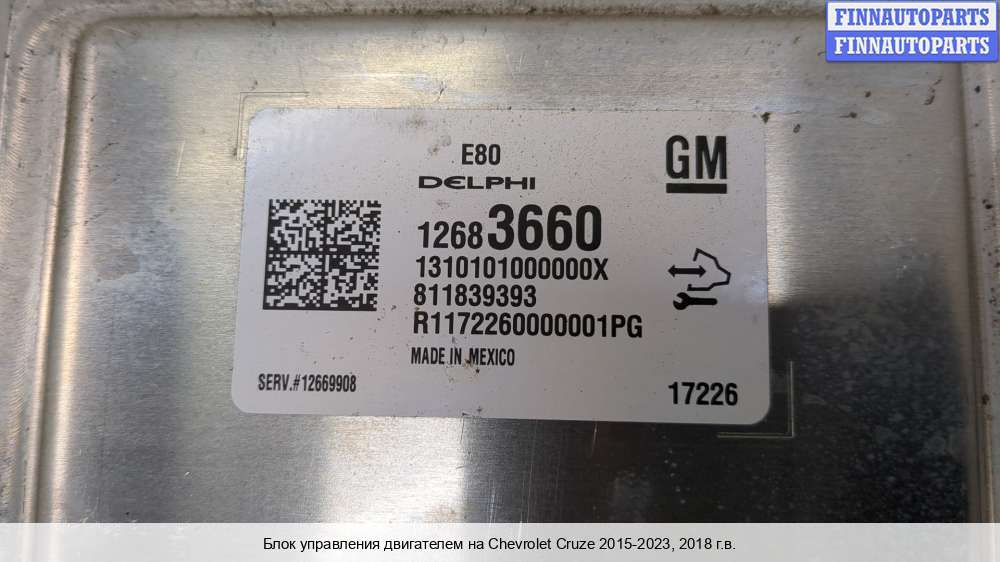 FINNAUTOPARTS
FINNAUTOPARTS
E80
GM
DELPHI
12683660
1310101000000X
811839393
R1172260000001PG
MADE IN MEXICO
SERV.#12669908
17226
Блок управления двигателем на Chevrolet Cruze 2015-2023, 2018 г.в.